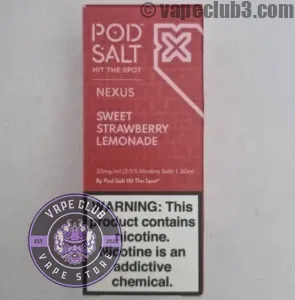 vapeclub3.com
POD
SALT
HIT THE SPOT
NEXUS
SWEET
STRAWBERRY
LEMONADE
By Pod Salt Hit The Spot
WARNING: This
product contains
nicotine.
Nicotine is an
addictive
chemical.
VAPE CLUB
EST.
VAPE STORE